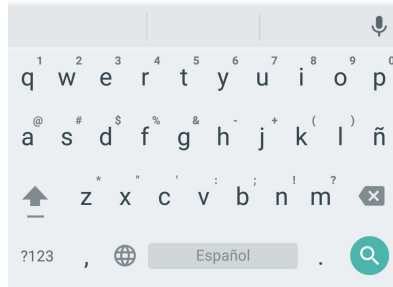 1 2 3 4 5 6 7 8 9 0
q w e r t y u i o p
@ # $ % & - + ( )
a s d f g h j k l ñ
* " ' : ; ! ?
z x c v b n m
?123 , Español .